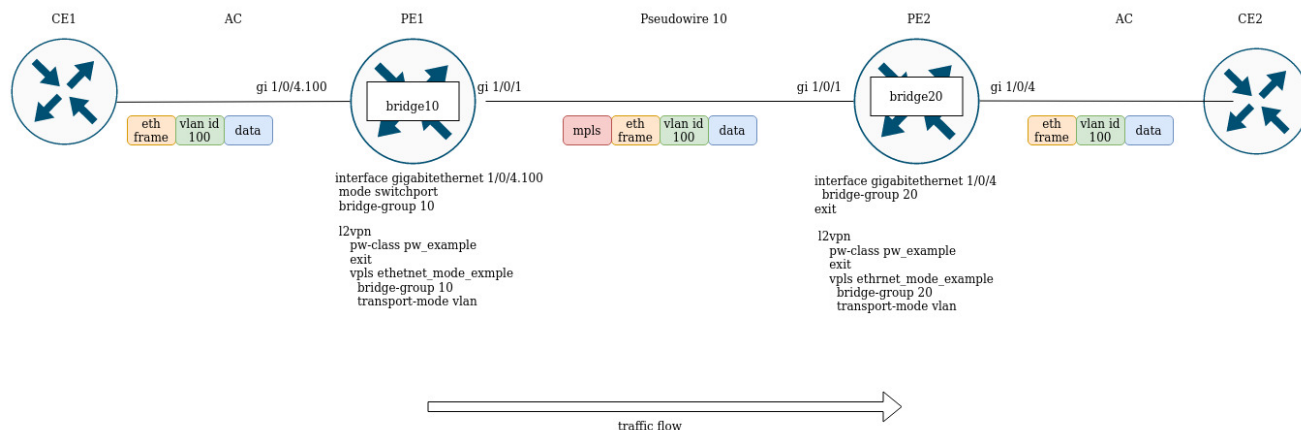 CE1
AC
PE1
Pseudowire 10
PE2
AC
CE2
gi 1/0/4.100
gi 1/0/1
gi 1/0/1
gi 1/0/4
bridge10
bridge20
eth frame
vlan id 100
data
mpls
eth frame
vlan id 100
data
eth frame
vlan id 100
data
interface gigabitethernet 1/0/4.100
mode switchport
bridge-group 10
l2vpn
pw-class pw_example
exit
vpls ethetnet_mode_exmple
bridge-group 10
transport-mode vlan
interface gigabitethernet 1/0/4
bridge-group 20
exit
l2vpn
pw-class pw_example
exit
vpls ethrnet_mode_example
bridge-group 20
transport-mode vlan
traffic flow